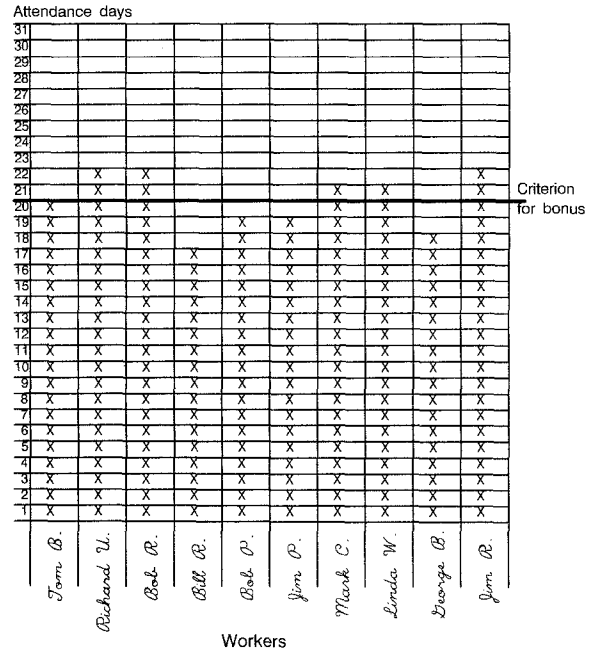 Attendance days
31
30
29
28
27
26
25
24
23
22 X X X
21 X X X X X Criterion
20 X X X X X X for bonus
19 X X X X X X X X
18 X X X X X X X X X
17 X X X X X X X X X X
16 X X X X X X X X X X
15 X X X X X X X X X X
14 X X X X X X X X X X
13 X X X X X X X X X X
12 X X X X X X X X X X
11 X X X X X X X X X X
10 X X X X X X X X X X
9 X X X X X X X X X X
8 X X X X X X X X X X
7 X X X X X X X X X X
6 X X X X X X X X X X
5 X X X X X X X X X X
4 X X X X X X X X X X
3 X X X X X X X X X X
2 X X X X X X X X X X
1 X X X X X X X X X X
Tom B.
Richard U.
Bob R.
Bill R.
Bob P.
Jim P.
Mark C.
Linda W.
George B.
Jim R.
Workers